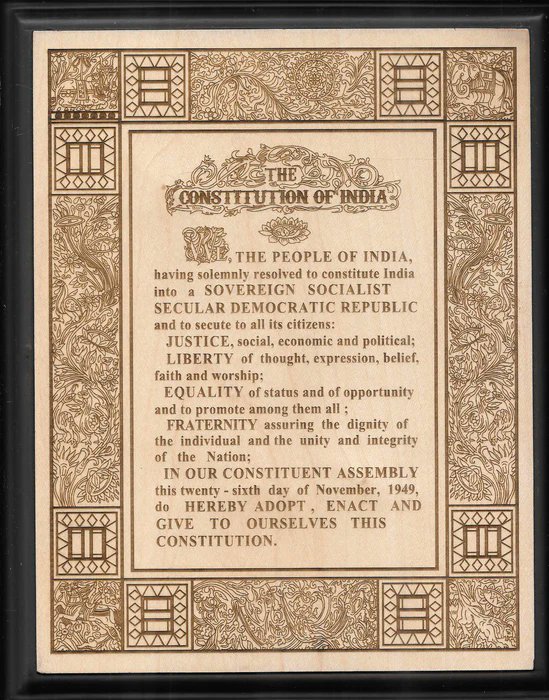 THE
CONSTITUTION OF INDIA
WE, THE PEOPLE OF INDIA,
having solemnly resolved to constitute India
into a SOVEREIGN SOCIALIST
SECULAR DEMOCRATIC REPUBLIC
and to secute to all its citizens:
JUSTICE, social, economic and political;
LIBERTY of thought, expression, belief,
faith and worship;
EQUALITY of status and of opportunity
and to promote among them all ;
FRATERNITY assuring the dignity of
the individual and the unity and integrity
of the Nation;
IN OUR CONSTITUENT ASSEMBLY
this twenty - sixth day of November, 1949,
do HEREBY ADOPT , ENACT AND
GIVE TO OURSELVES THIS
CONSTITUTION.